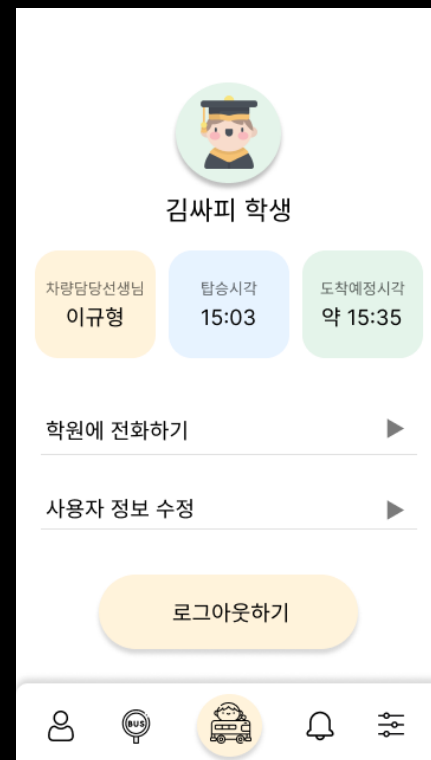 김싸피 학생
차량담당선생님
이규형
탑승시각
15:03
도착예정시각
약 15:35
학원에 전화하기
사용자 정보 수정
로그아웃하기
BUS